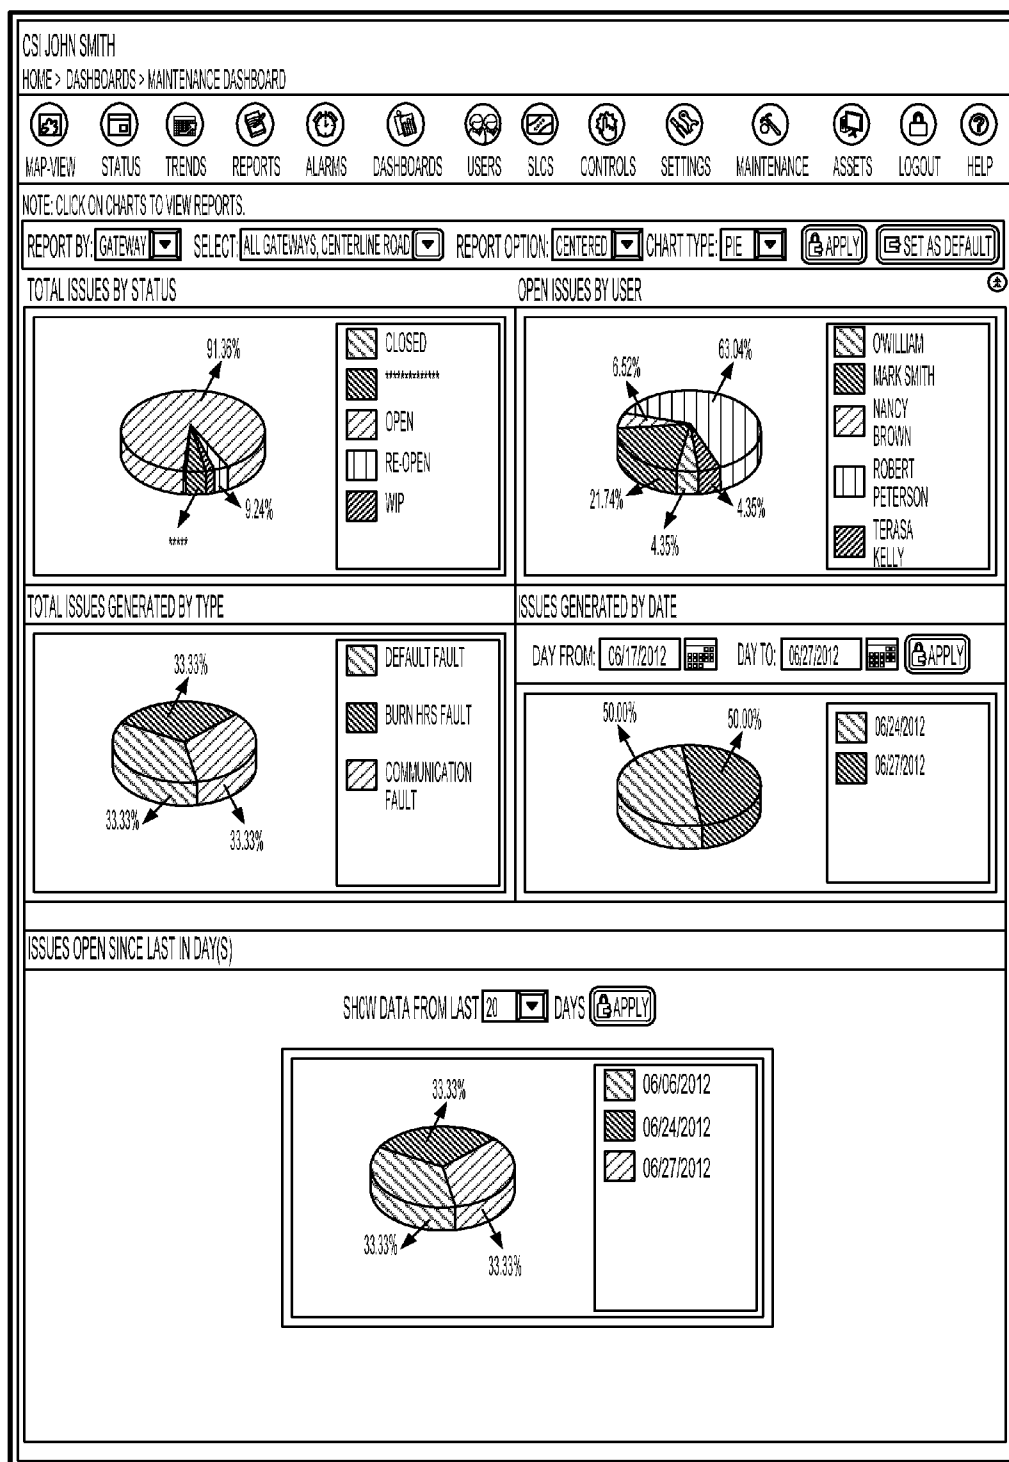 CSI JOHN SMITH
HOME > DASHBOARDS > MAINTENANCE DASHBOARD
MAP-VIEW STATUS TRENDS REPORTS ALARMS DASHBOARDS USERS SLCS CONTROLS SETTINGS MAINTENANCE ASSETS LOGOUT HELP
NOTE: CLICK ON CHARTS TO VIEW REPORTS.
REPORT BY: GATEWAY SELECT: ALL GATEWAYS, CENTERLINE ROAD REPORT OPTION: CENTERED CHART TYPE: PIE APPLY SET AS DEFAULT
TOTAL ISSUES BY STATUS
91.36%
9.24%
*****
CLOSED
*************
OPEN
RE-OPEN
WIP
OPEN ISSUES BY USER
63.04%
6.52%
21.74%
4.35%
4.35%
O'WILLIAM
MARK SMITH
NANCY
BROWN
ROBERT
PETERSON
TERASA
KELLY
TOTAL ISSUES GENERATED BY TYPE
33.33%
33.33%
33.33%
DEFAULT FAULT
BURN HRS FAULT
COMMUNICATION
FAULT
ISSUES GENERATED BY DATE
DAY FROM: 06/17/2012 DAY TO: 06/27/2012 APPLY
50.00%
50.00%
06/24/2012
06/27/2012
ISSUES OPEN SINCE LAST IN DAY(S)
SHOW DATA FROM LAST 20 DAYS APPLY
33.33%
33.33%
33.33%
06/06/2012
06/24/2012
06/27/2012